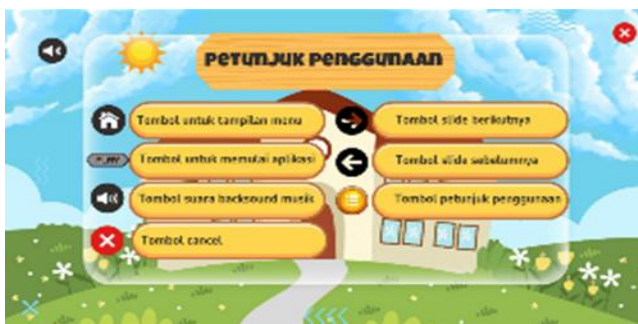 PETUNJUK PENGGUNAAN
Tombol untuk tampilan menu
Tombol slide berikutnya
PLAY
Tombol untuk memulai aplikasi
Tombol slide sebelumnya
Tombol suara backsound musik
Tombol petunjuk penggunaan
Tombol cancel